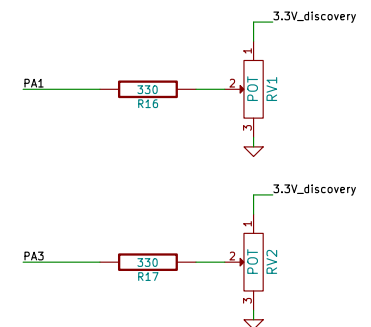 3.3V_discovery
1
PA1
330
R16
2
POT
RV1
3
3.3V_discovery
1
PA3
330
R17
2
POT
RV2
3